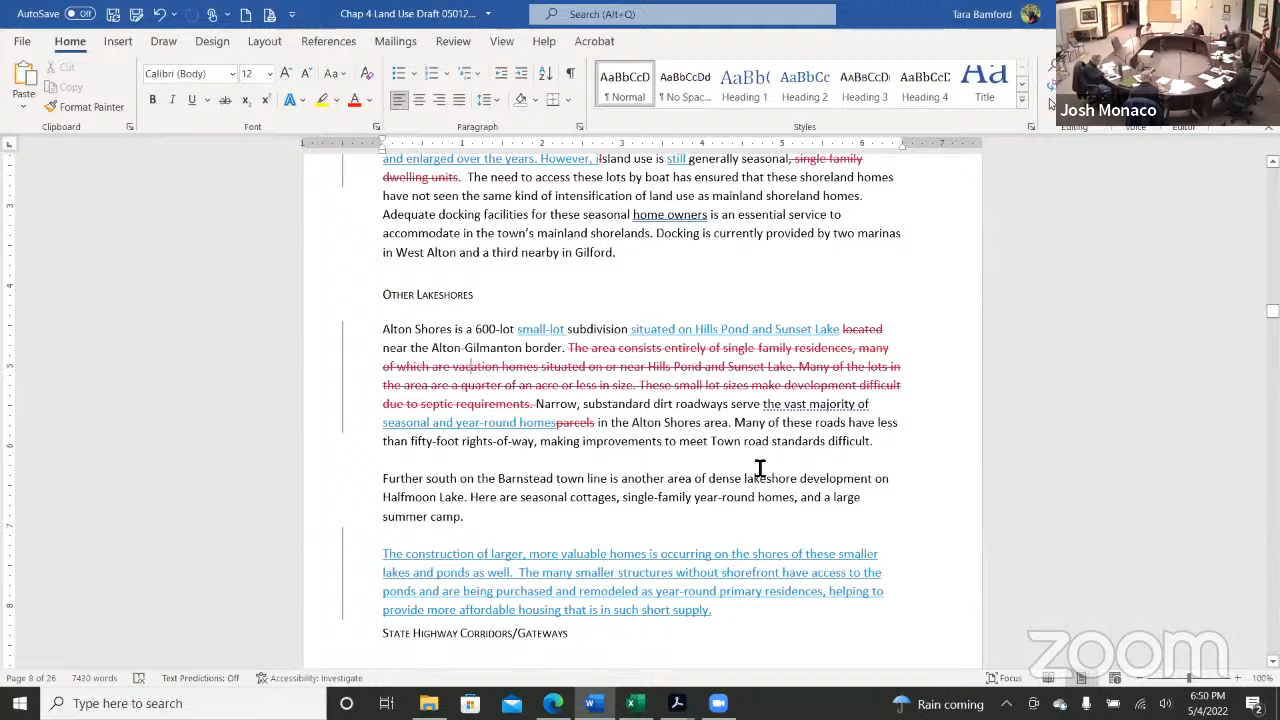 AutoSave Off Chap 4 Land Use 05012... Search (Alt+Q) Tara Bamford
File Home Insert Draw Design Layout References Mailings Review View Help Acrobat
Paste Cut Copy Format Painter Clipboard
Calibri (Body) 12 Font
Paragraph
AaBbCcD AaBbCcDd AaBbC AaBbCc AaBbCcD AaBbCcD Aa
¶ Normal ¶ No Spac... Heading 1 Heading 2 Heading 3 Heading 4 Title
Styles
Editing Voice Editor
Josh Monaco
and enlarged over the years. However, iIsland use is still generally seasonal, single family
dwelling units. The need to access these lots by boat has ensured that these shoreland homes
have not seen the same kind of intensification of land use as mainland shoreland homes.
Adequate docking facilities for these seasonal home owners is an essential service to
accommodate in the town's mainland shorelands. Docking is currently provided by two marinas
in West Alton and a third nearby in Gilford.
OTHER LAKESHORES
Alton Shores is a 600-lot small-lot subdivision situated on Hills Pond and Sunset Lake located
near the Alton-Gilmanton border. The area consists entirely of single-family residences, many
of which are vacation homes situated on or near Hills Pond and Sunset Lake. Many of the lots in
the area are a quarter of an acre or less in size. These small lot sizes make development difficult
due to septic requirements. Narrow, substandard dirt roadways serve the vast majority of
seasonal and year-round homesparcels in the Alton Shores area. Many of these roads have less
than fifty-foot rights-of-way, making improvements to meet Town road standards difficult.
Further south on the Barnstead town line is another area of dense lakeshore development on
Halfmoon Lake. Here are seasonal cottages, single-family year-round homes, and a large
summer camp.
The construction of larger, more valuable homes is occurring on the shores of these smaller
lakes and ponds as well. The many smaller structures without shorefront have access to the
ponds and are being purchased and remodeled as year-round primary residences, helping to
provide more affordable housing that is in such short supply.
STATE HIGHWAY CORRIDORS/GATEWAYS
zoom
Page 8 of 26 7430 words Text Predictions: Off Accessibility: Investigate Focus 100%
Type here to search Rain coming 6:50 PM
5/4/2022